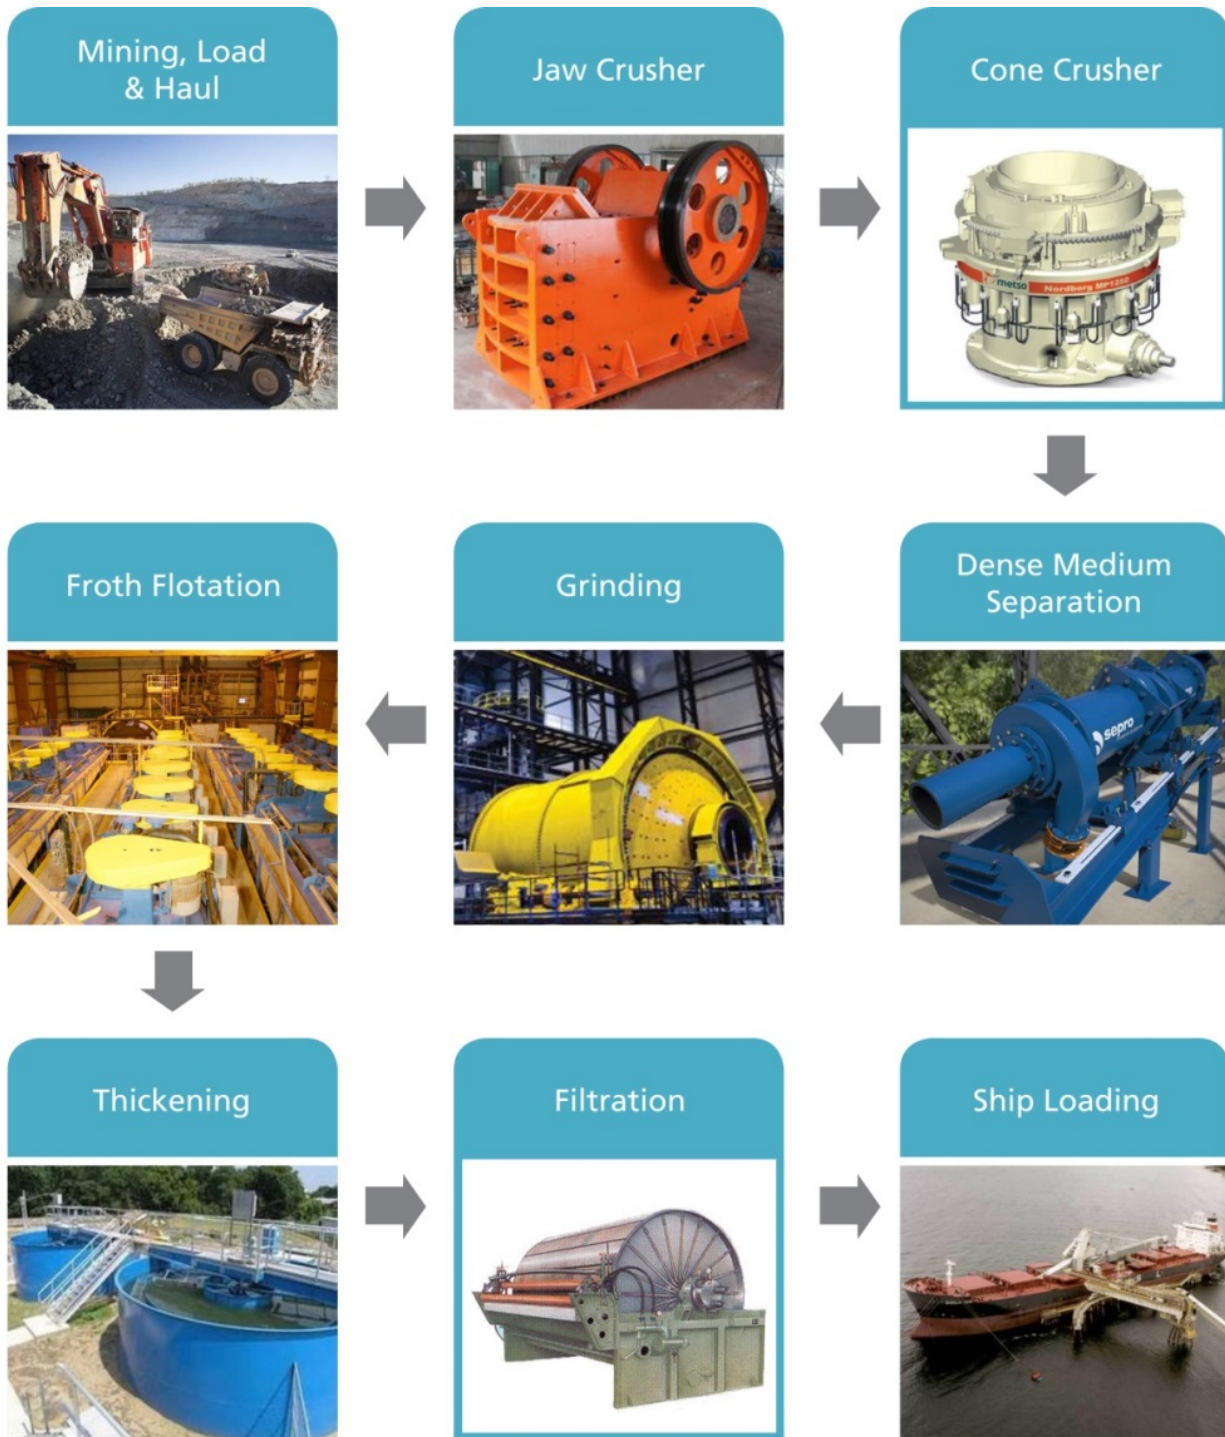 Mining, Load
& Haul
Jaw Crusher
Cone Crusher
metso
Nordberg MP1250
Froth Flotation
Grinding
Dense Medium
Separation
sepro
Thickening
Filtration
Ship Loading